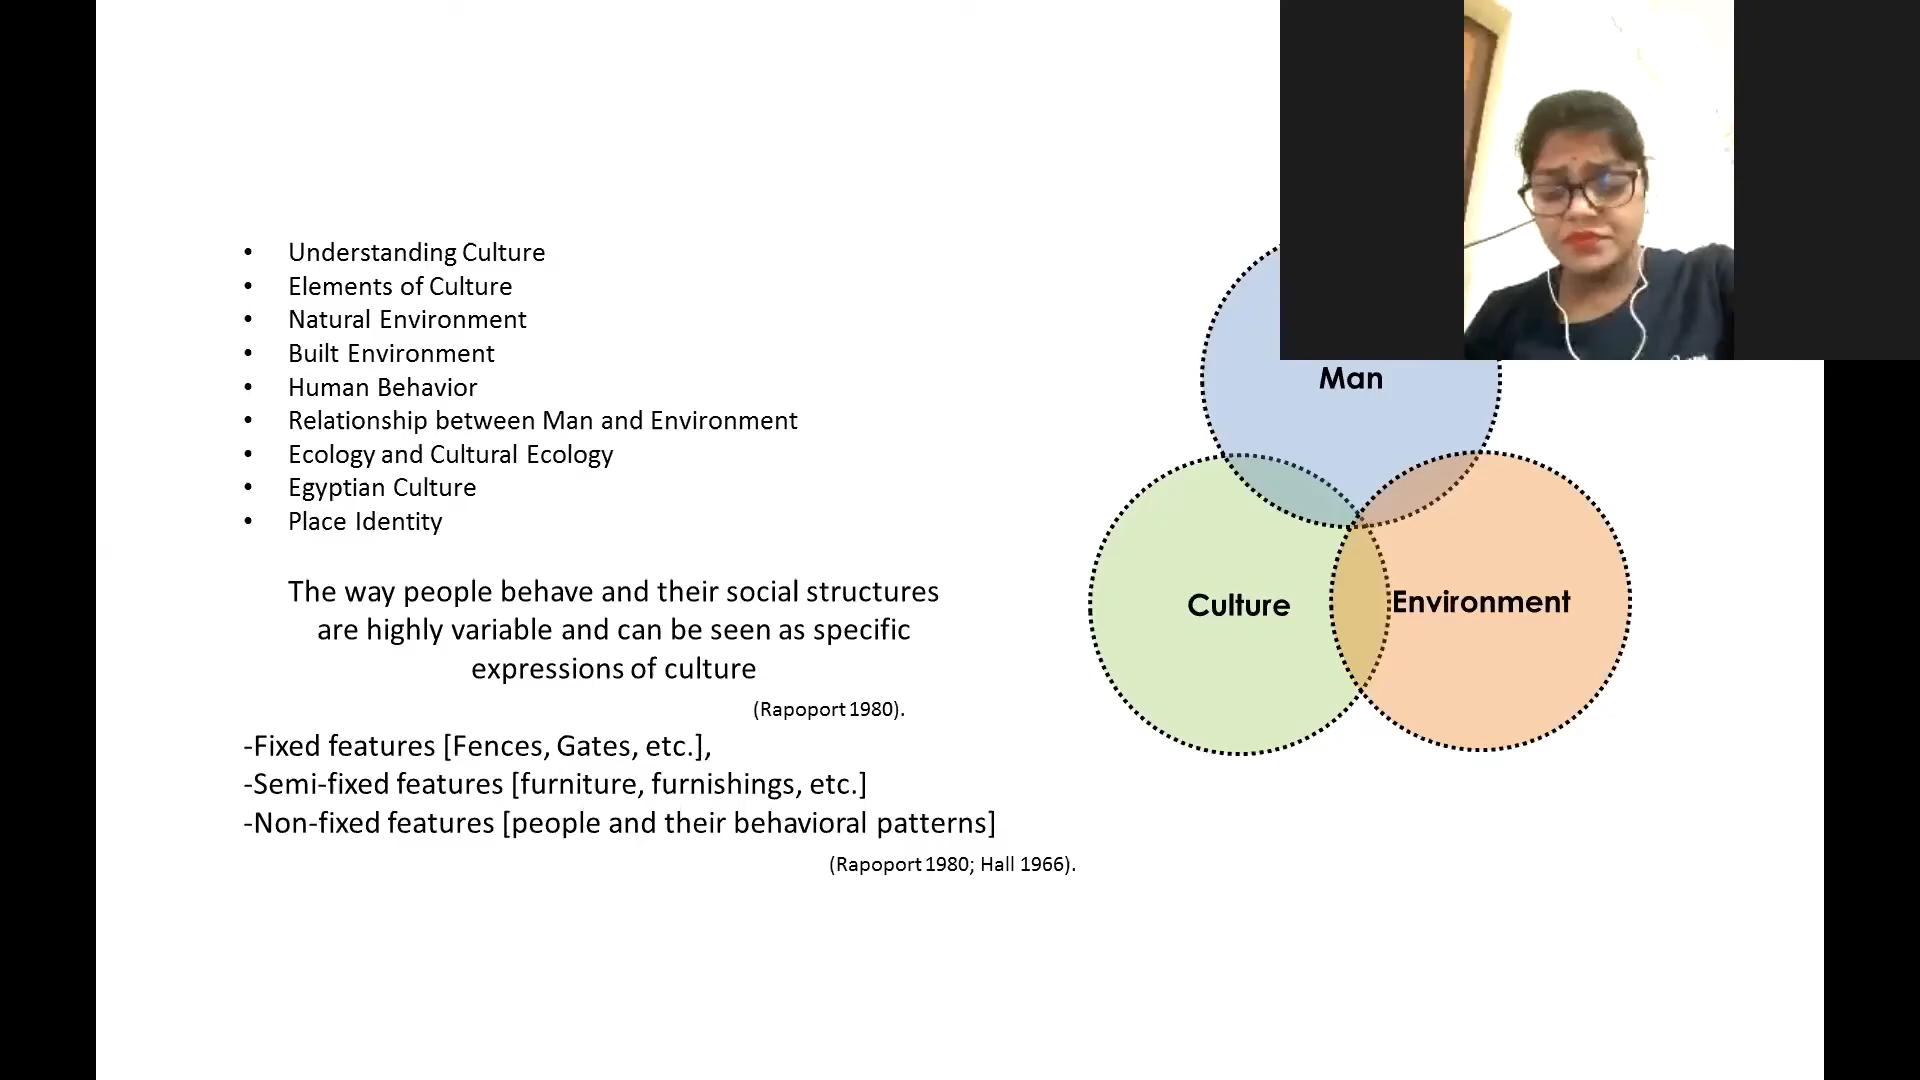 • Understanding Culture
• Elements of Culture
• Natural Environment
• Built Environment
• Human Behavior
• Relationship between Man and Environment
• Ecology and Cultural Ecology
• Egyptian Culture
• Place Identity
The way people behave and their social structures
are highly variable and can be seen as specific
expressions of culture
(Rapoport 1980).
-Fixed features [Fences, Gates, etc.],
-Semi-fixed features [furniture, furnishings, etc.]
-Non-fixed features [people and their behavioral patterns]
(Rapoport 1980; Hall 1966).
Man
Culture
Environment